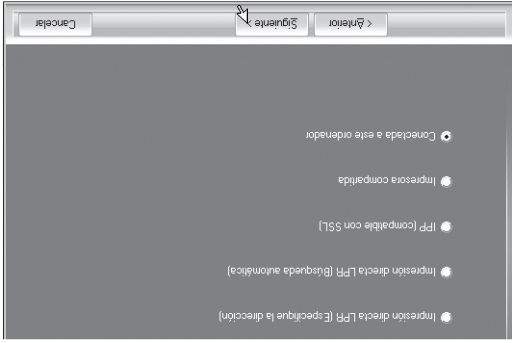 Impresión directa LPR (Especifique la dirección)
Impresión directa LPR (Búsqueda automática)
IPP (compatible con SSL)
Impresora compartida
Conectada a este ordenador
< Anterior
Siguiente >
Cancelar